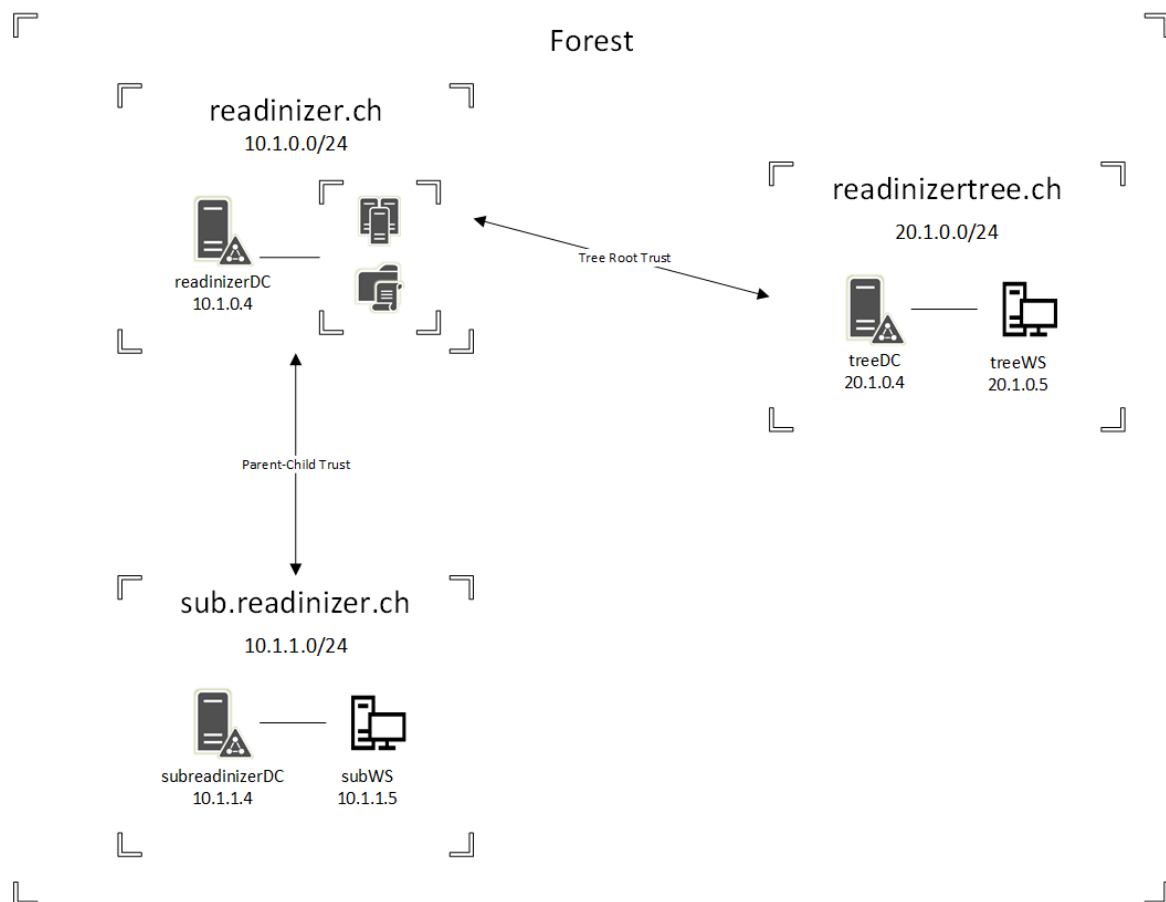 Forest
readinizer.ch
10.1.0.0/24
readinizerDC
10.1.0.4
Tree Root Trust
readinizertree.ch
20.1.0.0/24
treeDC
20.1.0.4
treeWS
20.1.0.5
Parent-Child Trust
sub.readinizer.ch
10.1.1.0/24
subreadinizerDC
10.1.1.4
subWS
10.1.1.5